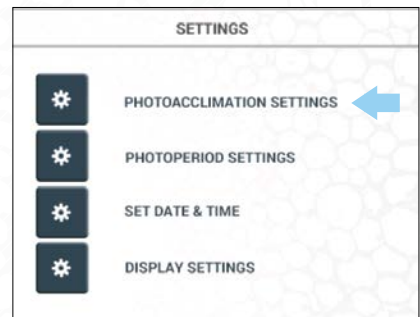 SETTINGS
PHOTOACCLIMATION SETTINGS
PHOTOPERIOD SETTINGS
SET DATE & TIME
DISPLAY SETTINGS